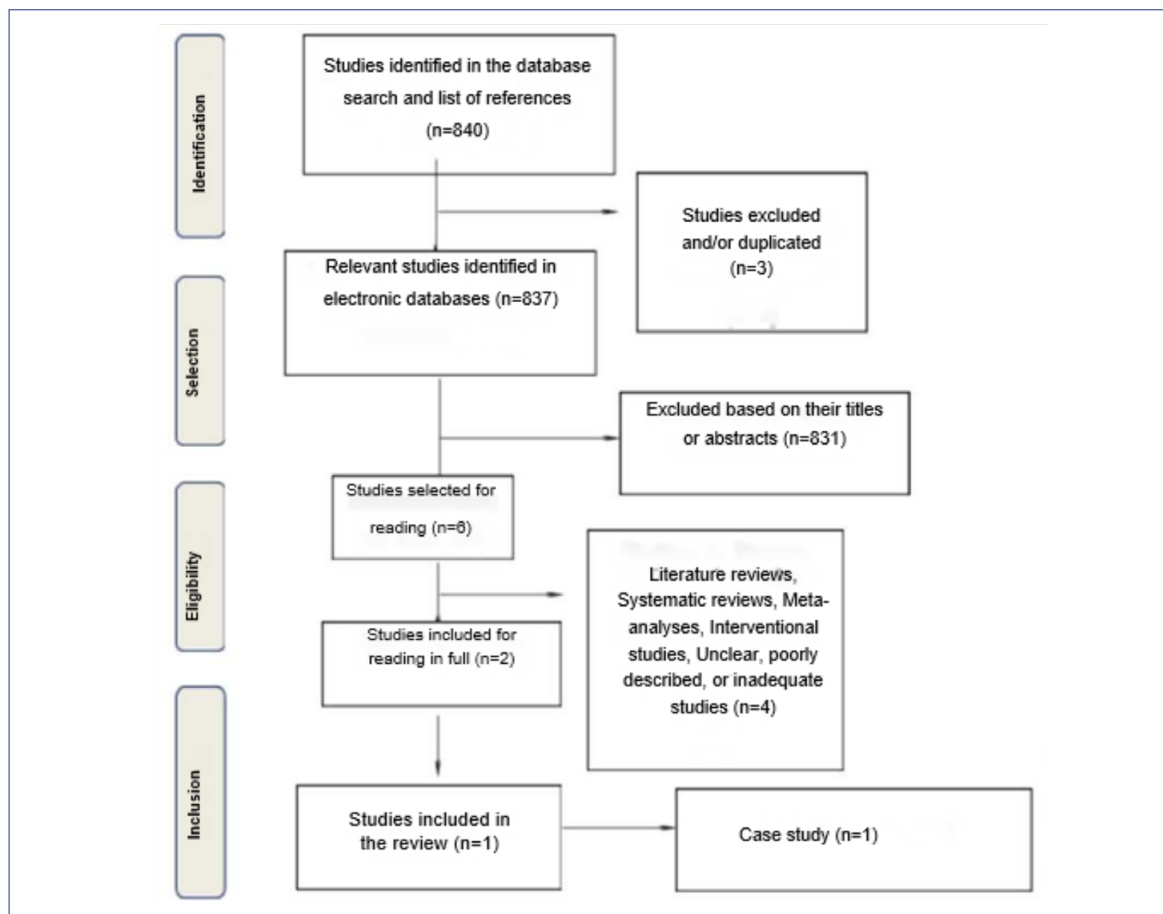 Identification
Studies identified in the database
search and list of references
(n=840)
Studies excluded
and/or duplicated
(n=3)
Selection
Relevant studies identified in
electronic databases (n=837)
Excluded based on their titles
or abstracts (n=831)
Eligibility
Studies selected for
reading (n=6)
Literature reviews,
Systematic reviews, Meta-
analyses, Interventional
studies, Unclear, poorly
described, or inadequate
studies (n=4)
Studies included for
reading in full (n=2)
Inclusion
Studies included in
the review (n=1)
Case study (n=1)